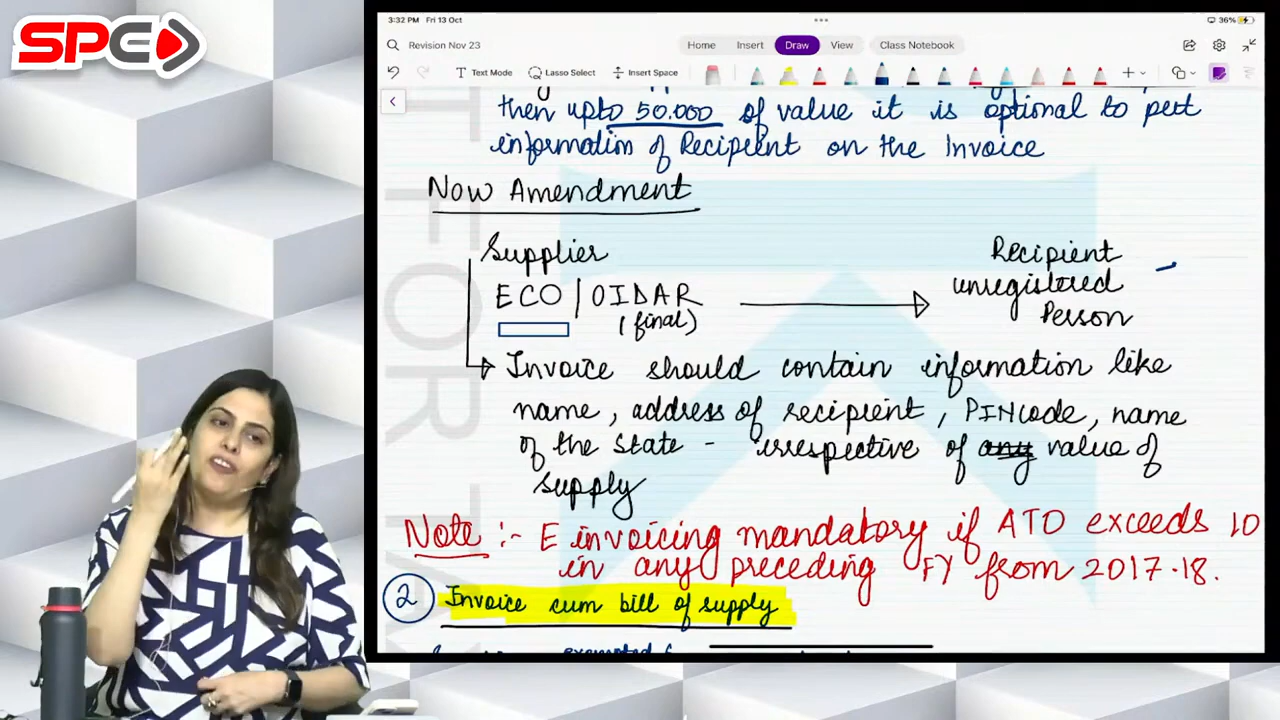 SPC
3:32 PM Fri 13 Oct
36%
Revision Nov 23
Home Insert Draw View Class Notebook
Text Mode Lasso Select Insert Space
then upto 50.000 of value it is optional to put
information of Recipient on the Invoice
Now Amendment
Supplier
Recipient
ECO / OIDAR
unregistered
(final)
Person
Invoice should contain information like
name, address of recipient, PINCode, name
of the state - irrespective of any value of
supply
Note :- E invoicing mandatory if ATO exceeds 10
in any preceding FY from 2017-18.
2 Invoice cum bill of supply
exempted